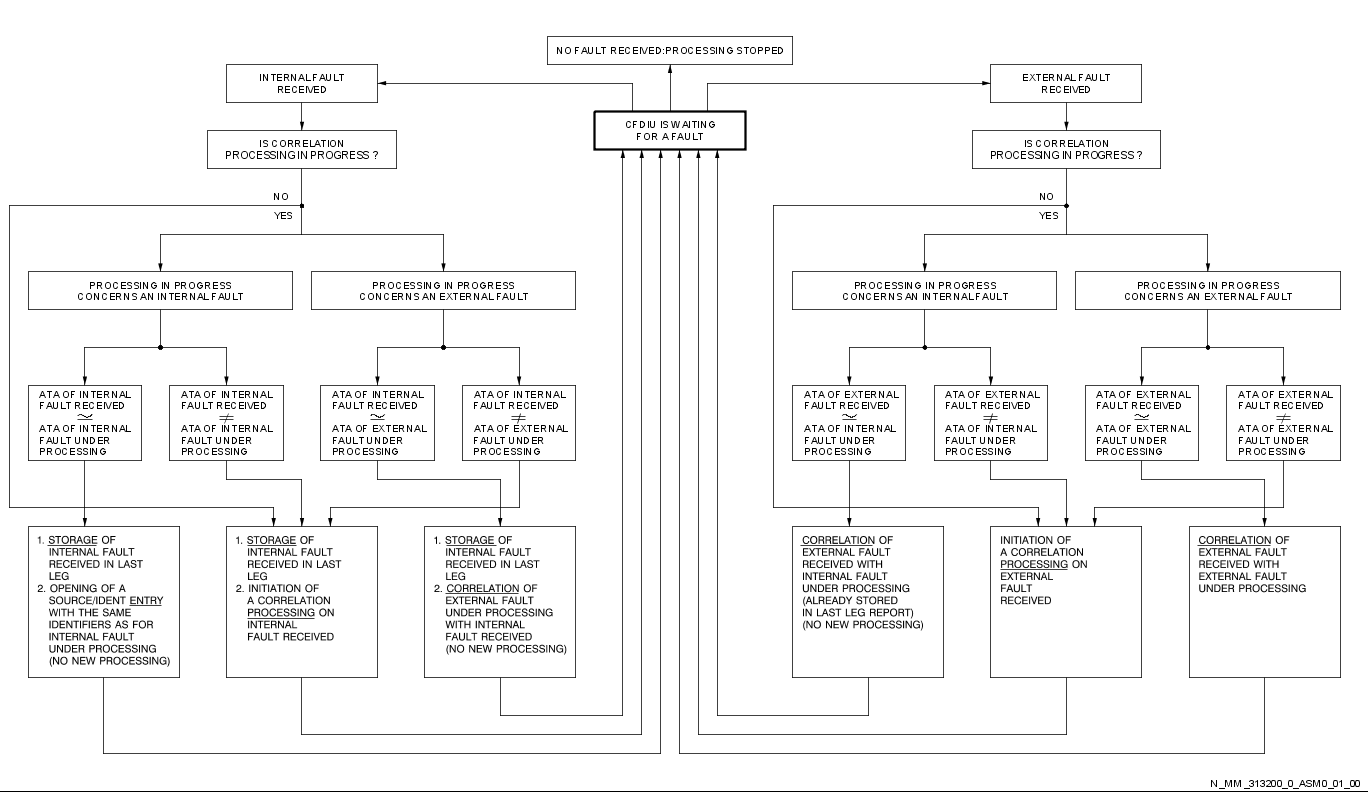 NO FAULT RECEIVED:PROCESSING STOPPED
INTERNAL FAULT
RECEIVED
EXTERNAL FAULT
RECEIVED
CFDIU IS WAITING
FOR A FAULT
IS CORRELATION
PROCESSING IN PROGRESS ?
IS CORRELATION
PROCESSING IN PROGRESS ?
NO
YES
NO
YES
PROCESSING IN PROGRESS
CONCERNS AN INTERNAL FAULT
PROCESSING IN PROGRESS
CONCERNS AN EXTERNAL FAULT
PROCESSING IN PROGRESS
CONCERNS AN INTERNAL FAULT
PROCESSING IN PROGRESS
CONCERNS AN EXTERNAL FAULT
ATA OF INTERNAL
FAULT RECEIVED
≃
ATA OF INTERNAL
FAULT UNDER
PROCESSING
ATA OF INTERNAL
FAULT RECEIVED
≠
ATA OF INTERNAL
FAULT UNDER
PROCESSING
ATA OF INTERNAL
FAULT RECEIVED
≃
ATA OF EXTERNAL
FAULT UNDER
PROCESSING
ATA OF INTERNAL
FAULT RECEIVED
≠
ATA OF EXTERNAL
FAULT UNDER
PROCESSING
ATA OF EXTERNAL
FAULT RECEIVED
≃
ATA OF INTERNAL
FAULT UNDER
PROCESSING
ATA OF EXTERNAL
FAULT RECEIVED
≠
ATA OF INTERNAL
FAULT UNDER
PROCESSING
ATA OF EXTERNAL
FAULT RECEIVED
≃
ATA OF EXTERNAL
FAULT UNDER
PROCESSING
ATA OF EXTERNAL
FAULT RECEIVED
≠
ATA OF EXTERNAL
FAULT UNDER
PROCESSING
1. STORAGE OF
INTERNAL FAULT
RECEIVED IN LAST
LEG
2. OPENING OF A
SOURCE/IDENT ENTRY
WITH THE SAME
IDENTIFIERS AS FOR
INTERNAL FAULT
UNDER PROCESSING
(NO NEW PROCESSING)
1. STORAGE OF
INTERNAL FAULT
RECEIVED IN LAST
LEG
2. INITIATION OF
A CORRELATION
PROCESSING ON
INTERNAL
FAULT RECEIVED
1. STORAGE OF
INTERNAL FAULT
RECEIVED IN LAST
LEG
2. CORRELATION OF
EXTERNAL FAULT
UNDER PROCESSING
WITH INTERNAL
FAULT RECEIVED
(NO NEW PROCESSING)
CORRELATION OF
EXTERNAL FAULT
RECEIVED WITH
INTERNAL FAULT
UNDER PROCESSING
(ALREADY STORED
IN LAST LEG REPORT)
(NO NEW PROCESSING)
INITIATION OF
A CORRELATION
PROCESSING ON
EXTERNAL
FAULT
RECEIVED
CORRELATION OF
EXTERNAL FAULT
RECEIVED WITH
EXTERNAL FAULT
UNDER PROCESSING
N_MM_313200_0_ASM0_01_00